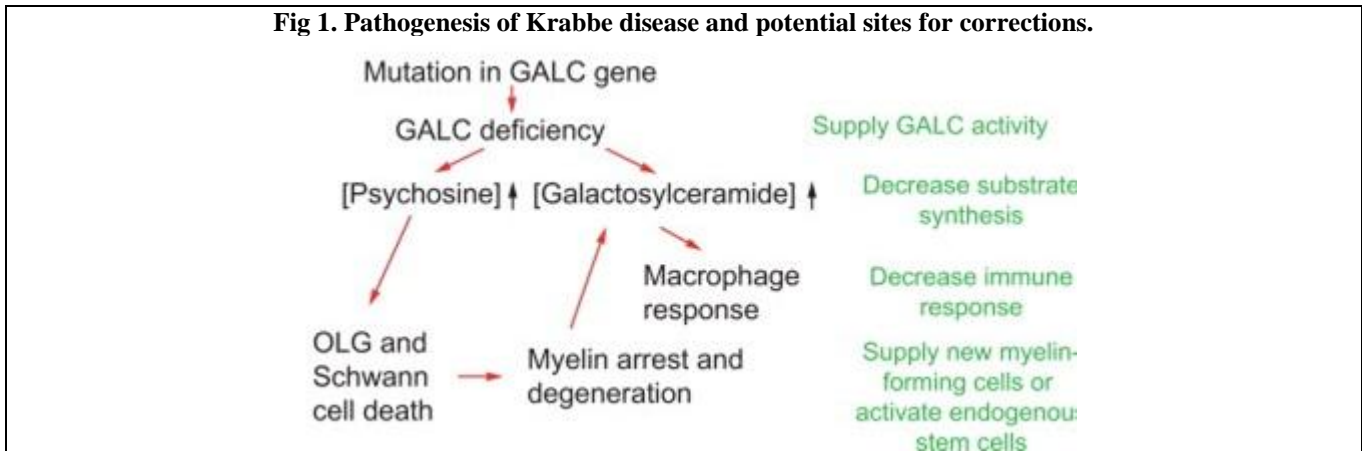 Fig 1. Pathogenesis of Krabbe disease and potential sites for corrections.
Mutation in GALC gene
GALC deficiency
Supply GALC activity
[Psychosine] [Galactosylceramide]
Decrease substrate
synthesis
Macrophage
response
Decrease immune
response
OLG and
Schwann
cell death
Myelin arrest and
degeneration
Supply new myelin-
forming cells or
activate endogenous
stem cells